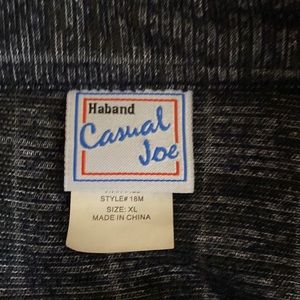 Haband
Casual
Joe
STYLE# 18M
SIZE: XL
MADE IN CHINA